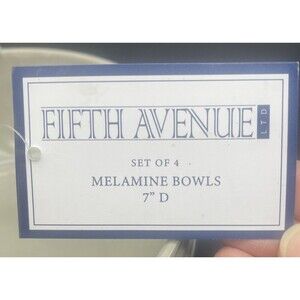 FIFTH AVENUE LTD
SET OF 4
MELAMINE BOWLS
7" D